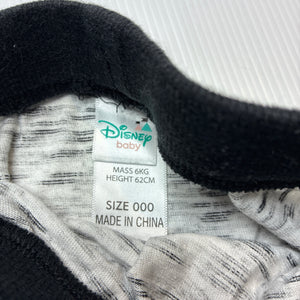 Disney
baby
MASS 6KG
HEIGHT 62CM
SIZE 000
MADE IN CHINA